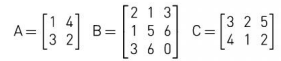 A = [1 4; 3 2] B = [2 1 3; 1 5 6; 3 6 0] C = [3 2 5; 4 1 2]